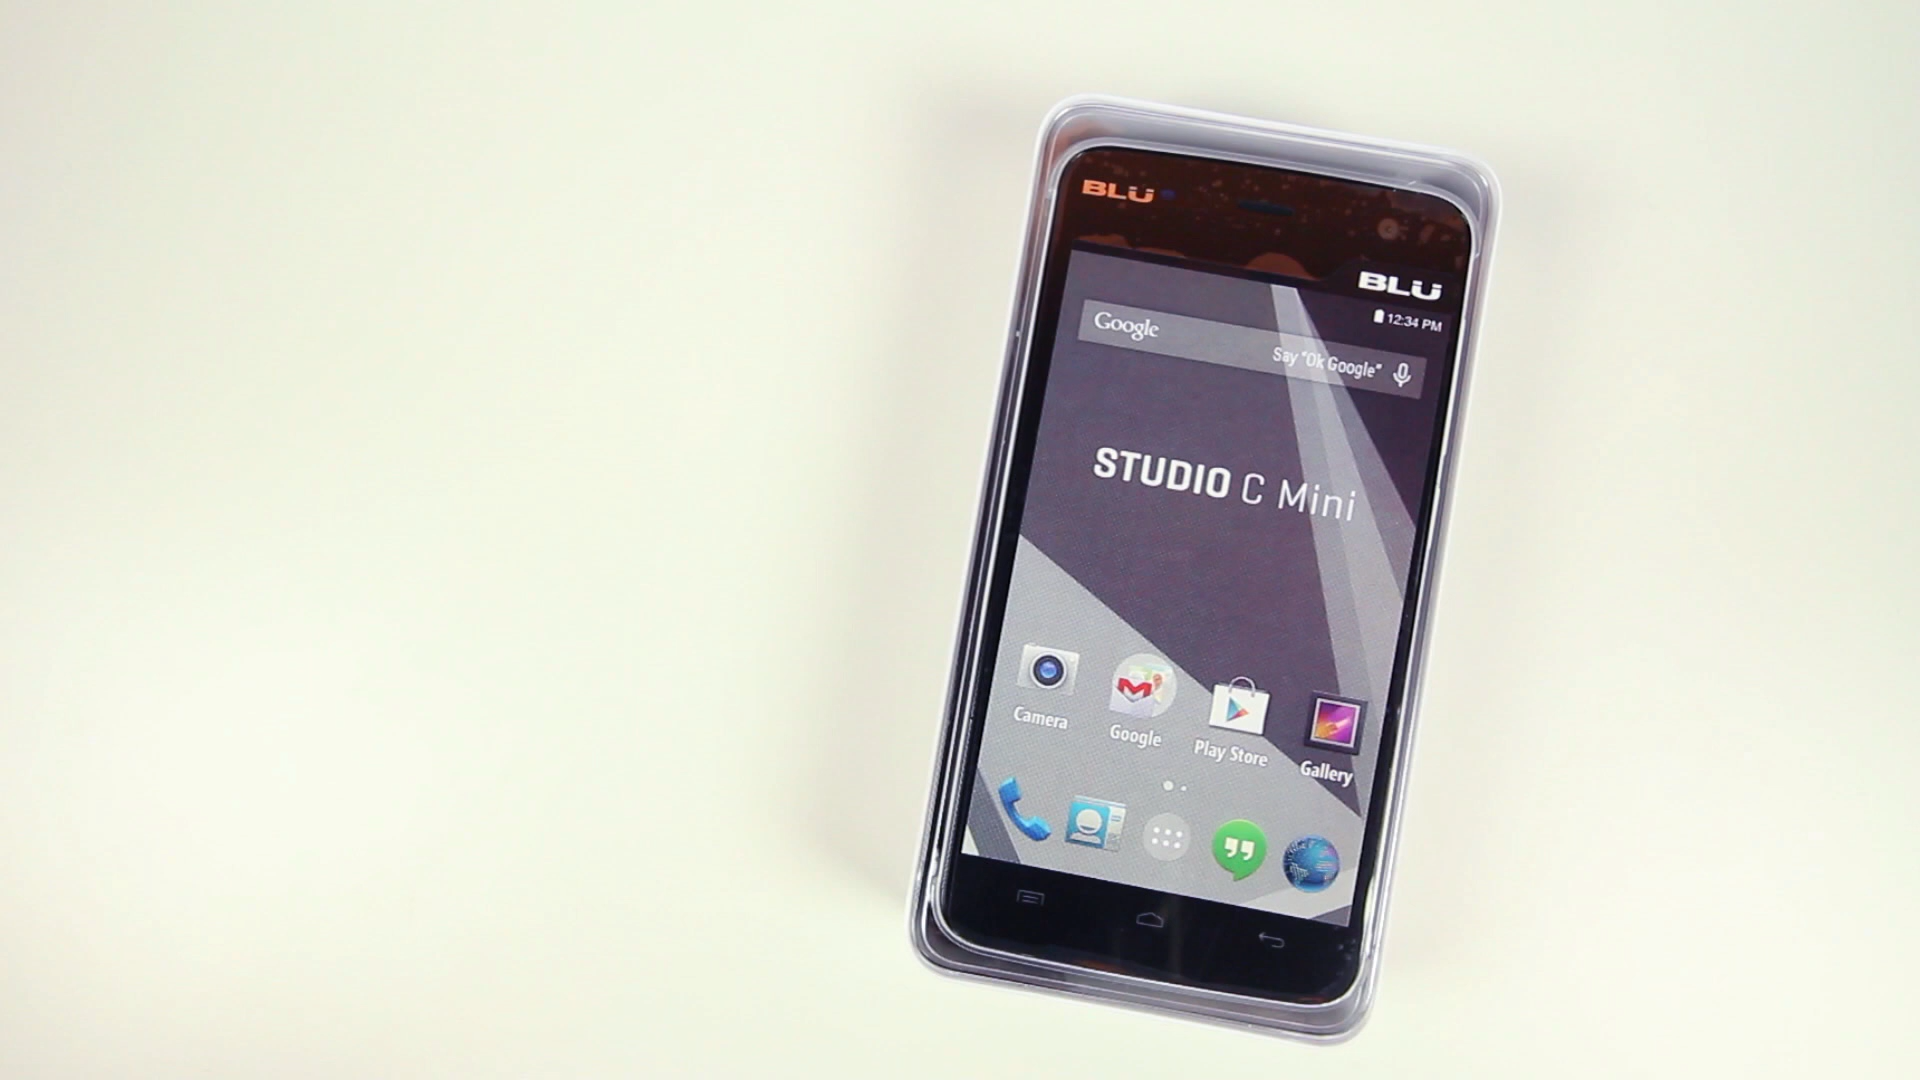 BLU
BLU
12:34 PM
Google
Say "Ok Google"
STUDIO C Mini
Camera
Google
Play Store
Gallery